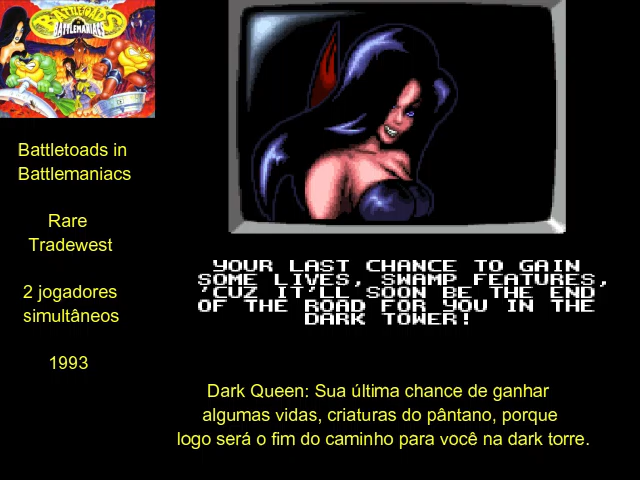 BATTLETOADS
BATTLEMANIACS
Battletoads in
Battlemaniacs
Rare
Tradewest
2 jogadores
simultâneos
1993
YOUR LAST CHANCE TO GAIN
SOME LIVES, SWAMP FEATURES,
'CUZ IT'LL SOON BE THE END
OF THE ROAD FOR YOU IN THE
DARK TOWER!
Dark Queen: Sua última chance de ganhar
algumas vidas, criaturas do pântano, porque
logo será o fim do caminho para você na dark torre.